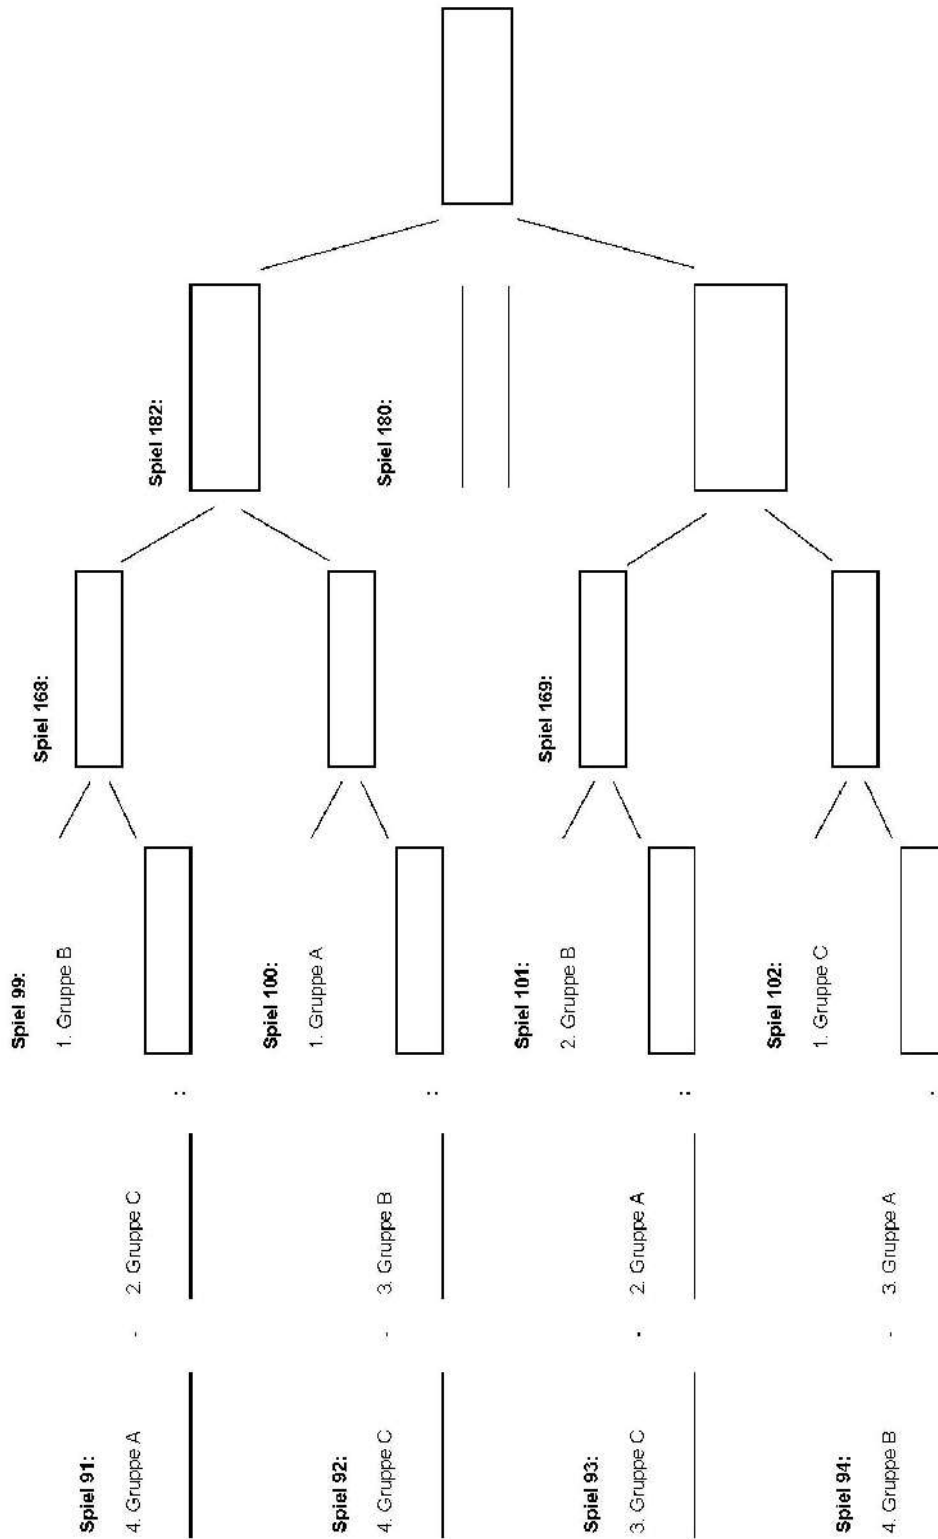 Spiel 91:
4. Gruppe A - 2. Gruppe C
:
Spiel 99:
1. Gruppe B
Spiel 168:
Spiel 182:
Spiel 92:
4. Gruppe C - 3. Gruppe B
:
Spiel 100:
1. Gruppe A
Spiel 180:
Spiel 93:
3. Gruppe C - 2. Gruppe A
:
Spiel 101:
2. Gruppe B
Spiel 169:
Spiel 94:
4. Gruppe B - 3. Gruppe A
:
Spiel 102:
1. Gruppe C